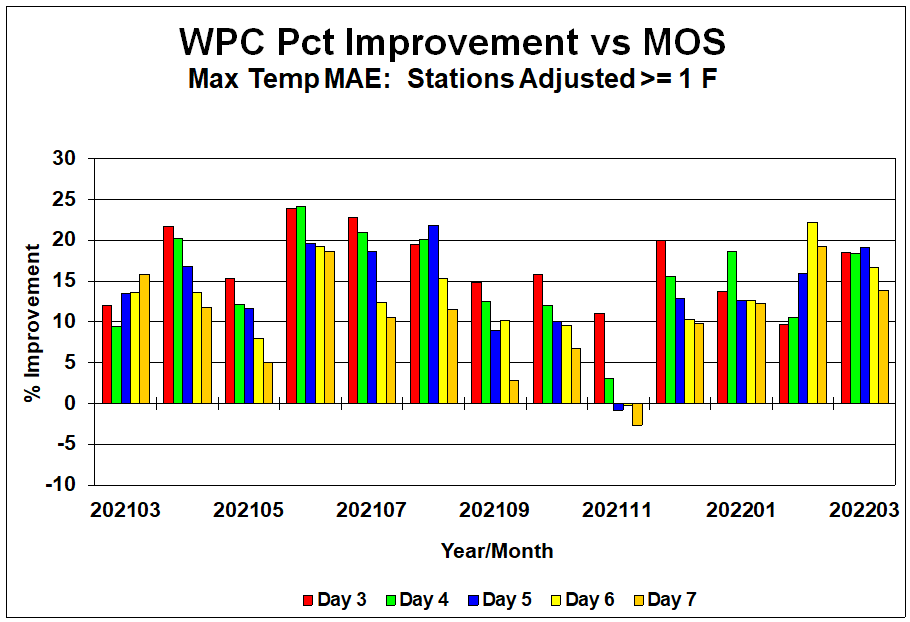 WPC Pct Improvement vs MOS
Max Temp MAE: Stations Adjusted >= 1 F
30
25
20
15
10
5
0
-5
-10
% Improvement
202103 202105 202107 202109 202111 202201 202203
Year/Month
Day 3 Day 4 Day 5 Day 6 Day 7